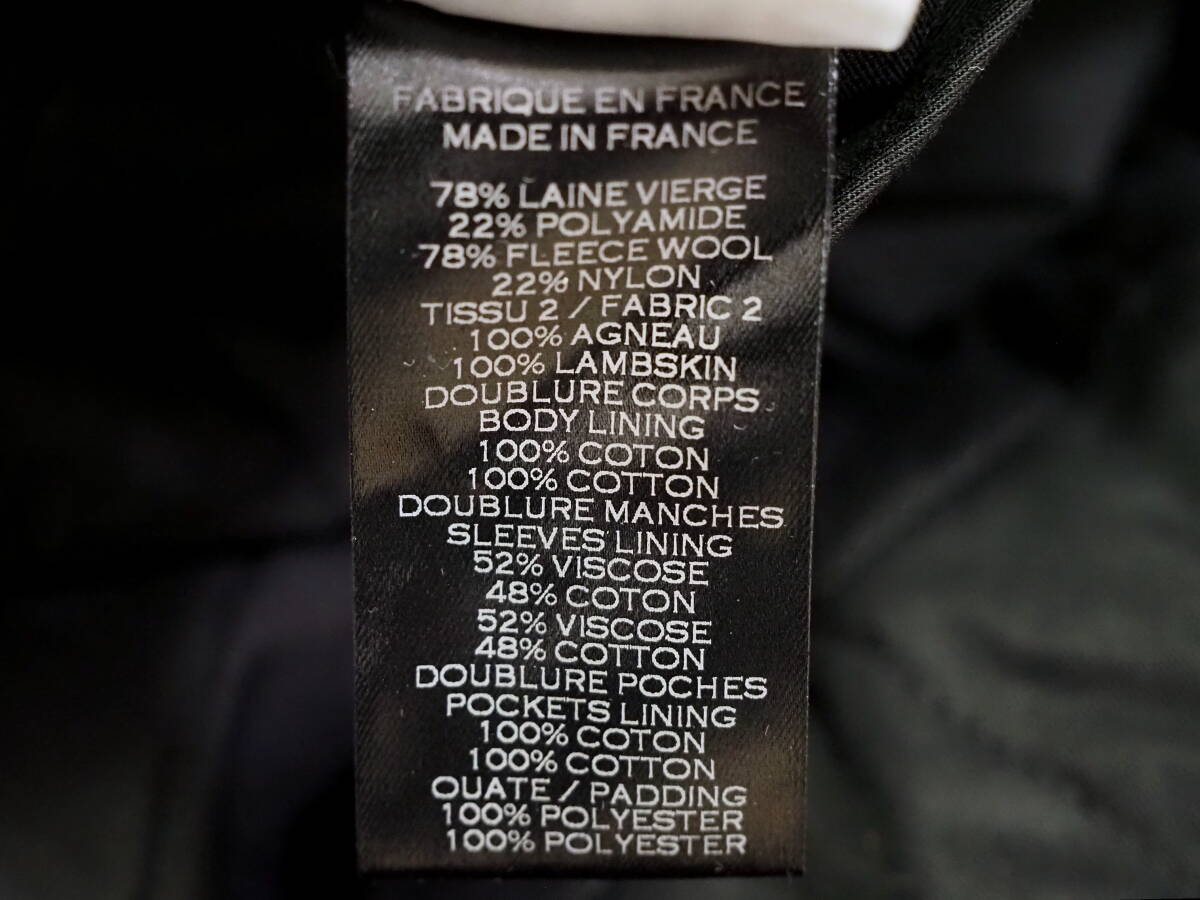 FABRIQUE EN FRANCE
MADE IN FRANCE
78% LAINE VIERGE
22% POLYAMIDE
78% FLEECE WOOL
22% NYLON
TISSU 2 / FABRIC 2
100% AGNEAU
100% LAMBSKIN
DOUBLURE CORPS
BODY LINING
100% COTON
100% COTTON
DOUBLURE MANCHES
SLEEVES LINING
52% VISCOSE
48% COTON
52% VISCOSE
48% COTTON
DOUBLURE POCHES
POCKETS LINING
100% COTON
100% COTTON
OUATE / PADDING
100% POLYESTER
100% POLYESTER